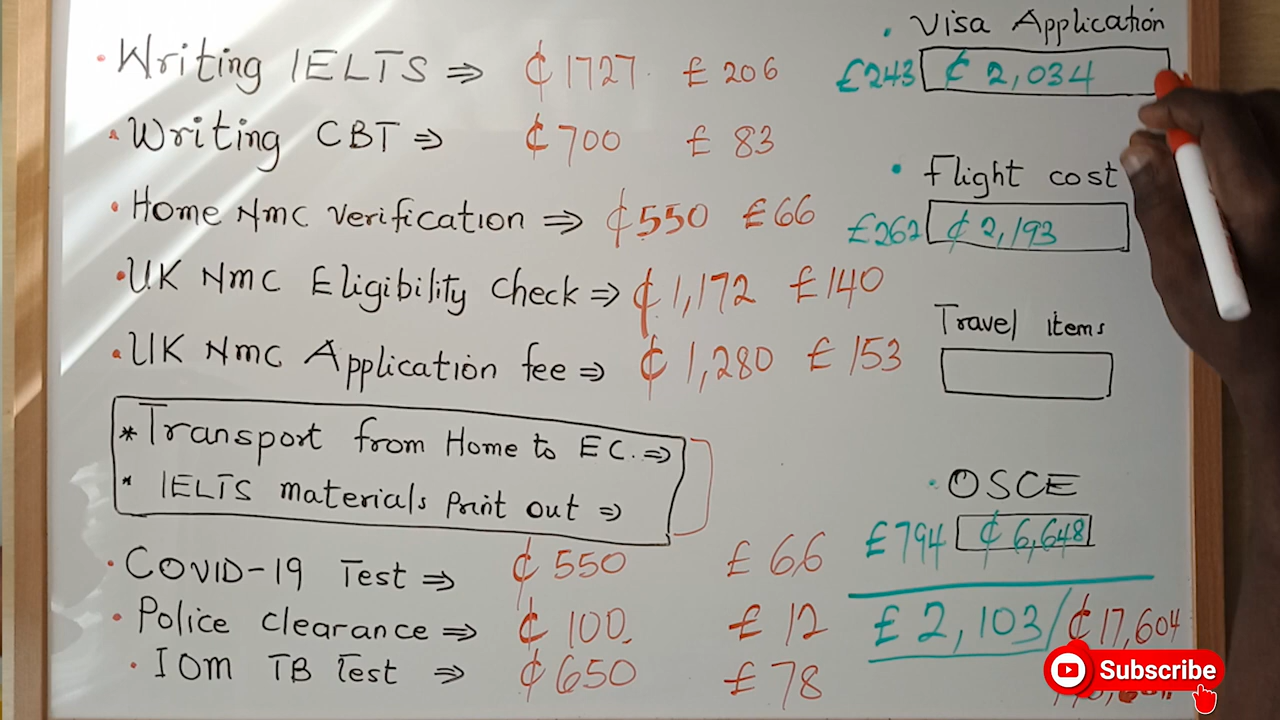 • Writing IELTS ⇒ ₵ 1727 £ 206
• Writing CBT ⇒ ₵ 700 £ 83
• Home Nmc verification ⇒ ₵550 £66
• UK Nmc Eligibility Check ⇒ ₵ 1,172 £140
• UK Nmc Application fee ⇒ ₵ 1,280 £ 153
* Transport from Home to EC. ⇒
* IELTS materials Print out ⇒
• COVID-19 Test ⇒ ₵ 550 £ 66
• Police clearance ⇒ ₵ 100. £ 12
• IOm TB Test ⇒ ₵650 £78
• Visa Application
£243 ₵ 2,034
• Flight cost
£262 ₵ 2,193
Travel items
• OSCE
£794 ₵ 6,648
£ 2,103/₵17,604
Subscribe